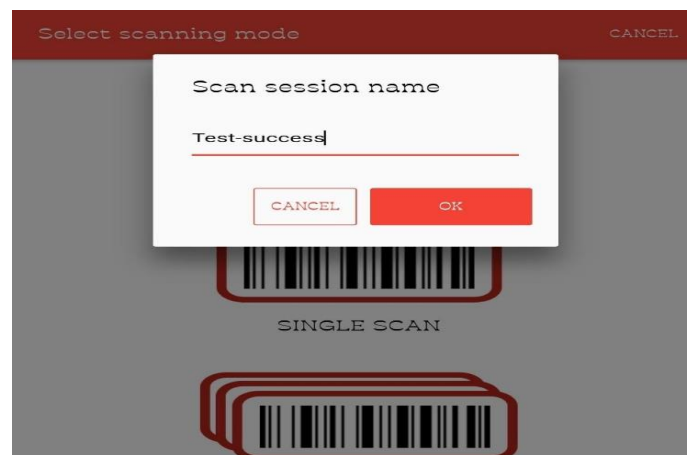 Select scanning mode
CANCEL
Scan session name
Test-success
CANCEL
OK
SINGLE SCAN